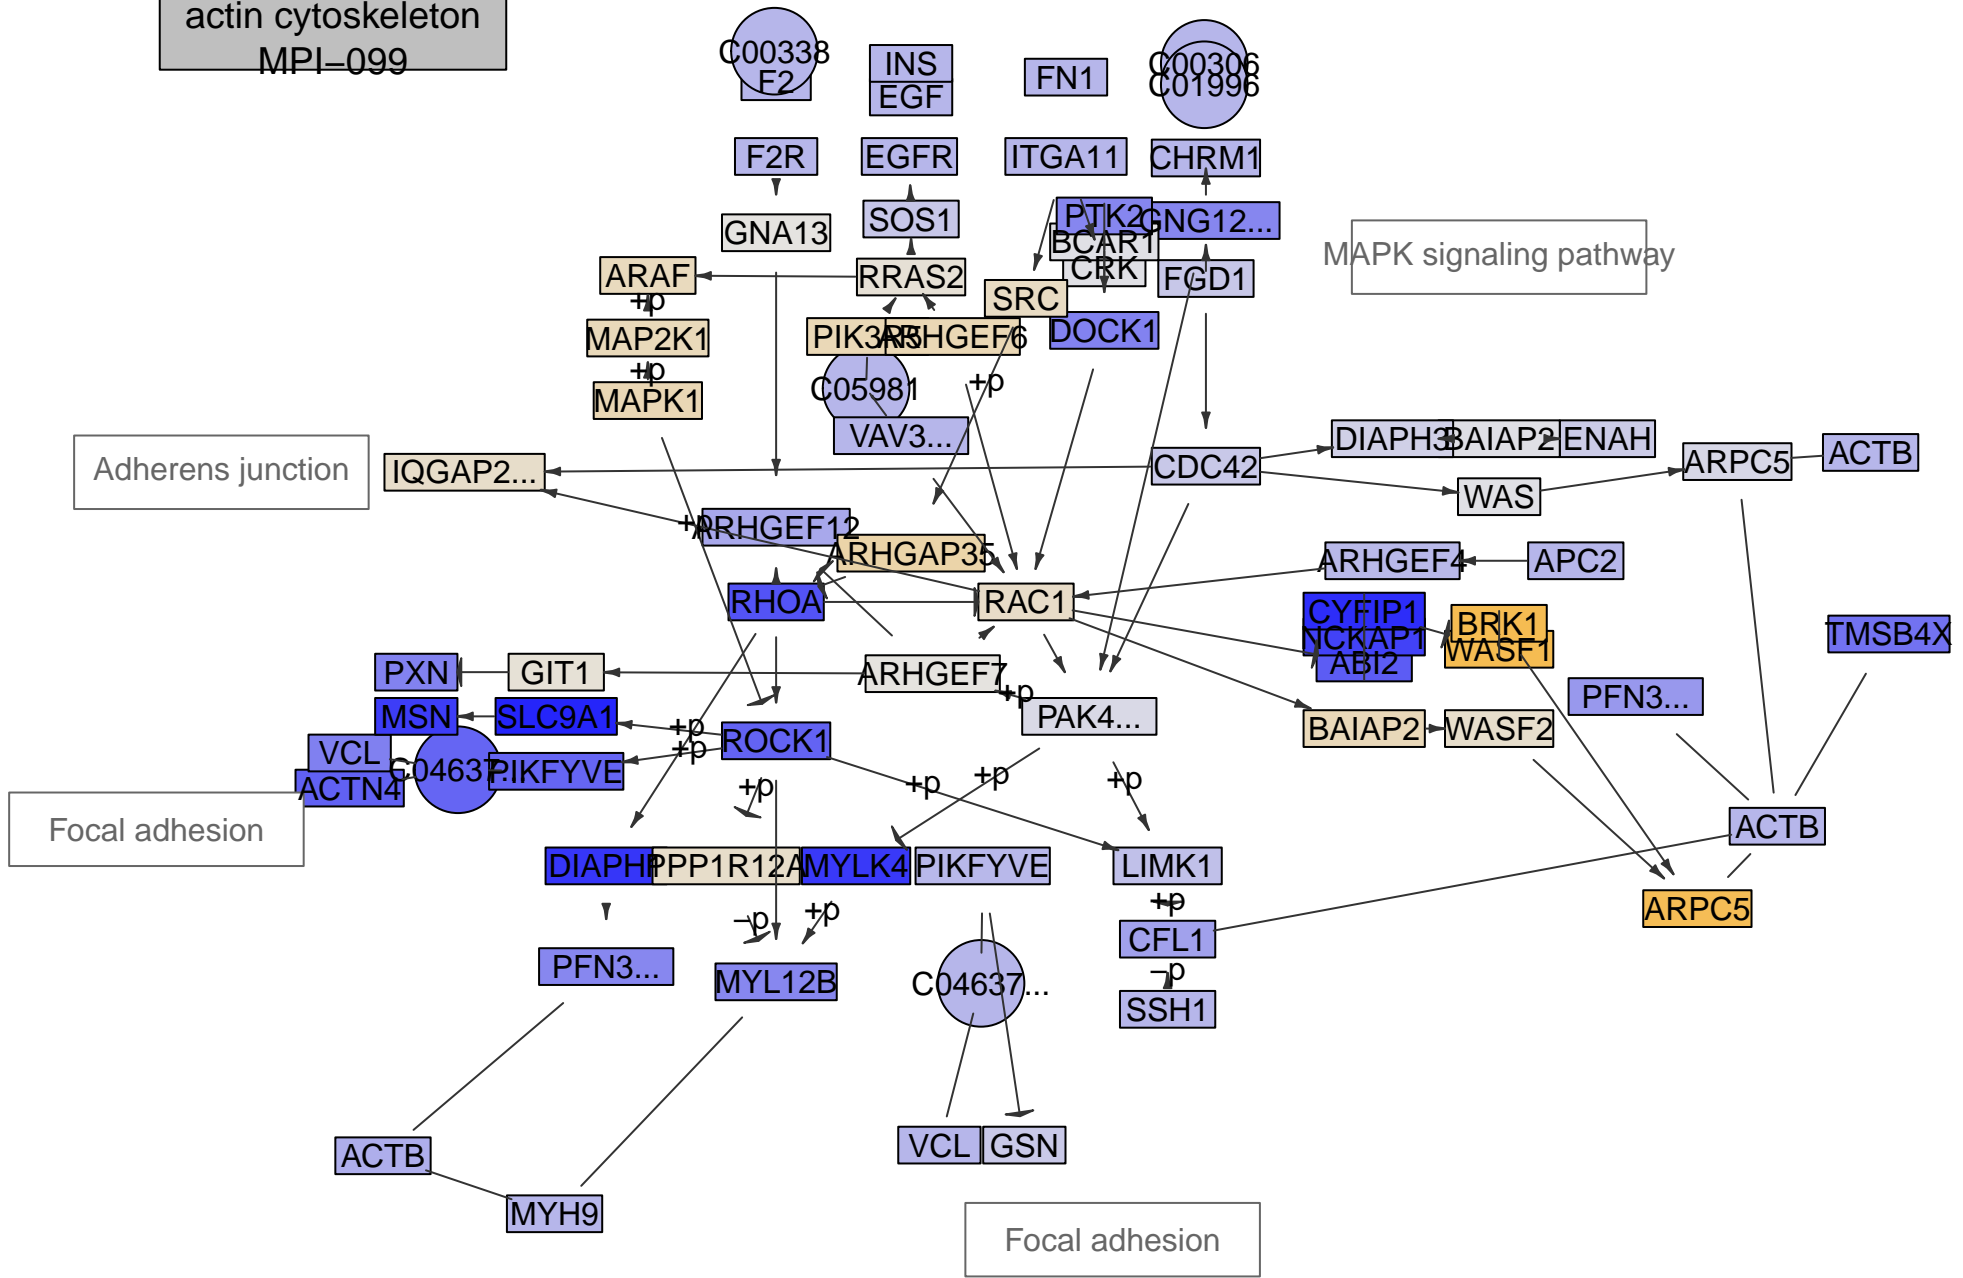 actin cytoskeleton
MPI−099
C00338
F2
INS
EGF
FN1
C00306
C01996
F2R
EGFR
ITGA11
CHRM1
GNA13
SOS1
PTK2
GNG12...
BCAR1
CRK
FGD1
MAPK signaling pathway
ARAF
RRAS2
SRC
+p
MAP2K1
PIK3R5
ARHGEF6
DOCK1
+p
MAPK1
C05981
+p
VAV3...
Adherens junction
IQGAP2...
CDC42
DIAPH3
BAIAP2
ENAH
ARPC5
ACTB
WAS
+p
ARHGEF12
ARHGAP35
ARHGEF4
APC2
RHOA
RAC1
CYFIP1
NCKAP1
ABI2
BRK1
WASF1
TMSB4X
PXN
GIT1
ARHGEF7
+p
PFN3...
MSN
SLC9A1
+p
ROCK1
PAK4...
BAIAP2
WASF2
VCL
ACTN4
C04637...
PIKFYVE
+p
+p
+p
+p
+p
Focal adhesion
ACTB
PPP1R12A
MYLK4
PIKFYVE
LIMK1
+p
ARPC5
−p
+p
CFL1
PFN3...
MYL12B
C04637...
−p
SSH1
ACTB
VCL
GSN
MYH9
Focal adhesion